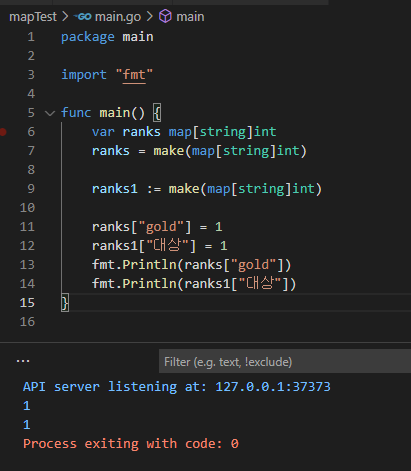 mapTest > main.go > main
1 package main
2
3 import "fmt"
4
5 func main() {
6 var ranks map[string]int
7 ranks = make(map[string]int)
8
9 ranks1 := make(map[string]int)
10
11 ranks["gold"] = 1
12 ranks1["대상"] = 1
13 fmt.Println(ranks["gold"])
14 fmt.Println(ranks1["대상"])
15 }
16
... Filter (e.g. text, !exclude)
API server listening at: 127.0.0.1:37373
1
1
Process exiting with code: 0